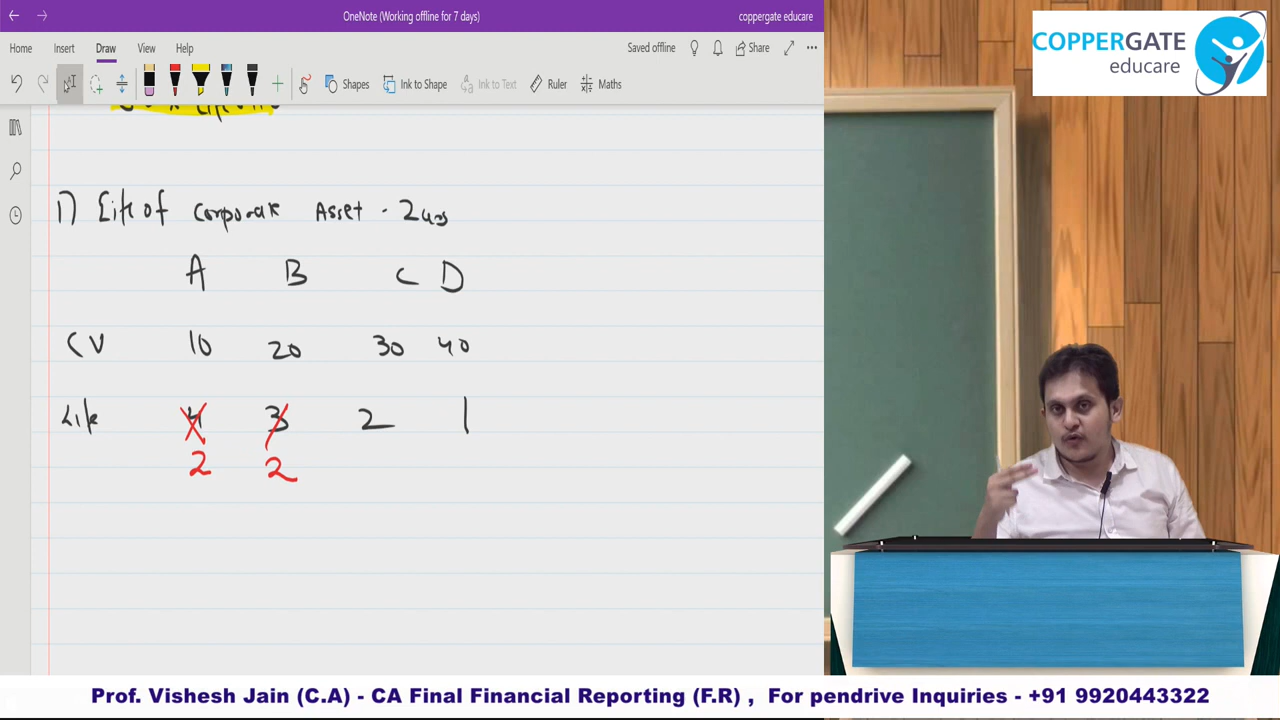 OneNote (Working offline for 7 days)
coppergate educare
Home Insert Draw View Help
Saved offline Share
Shapes Ink to Shape Ink to Text Ruler Maths
COPPERGATE
educare
1) Life of Corporate Asset - 2 yrs
A B C D
CV 10 20 30 40
Life 4 3 2 1
2 2
Prof. Vishesh Jain (C.A) - CA Final Financial Reporting (F.R) , For pendrive Inquiries - +91 9920443322